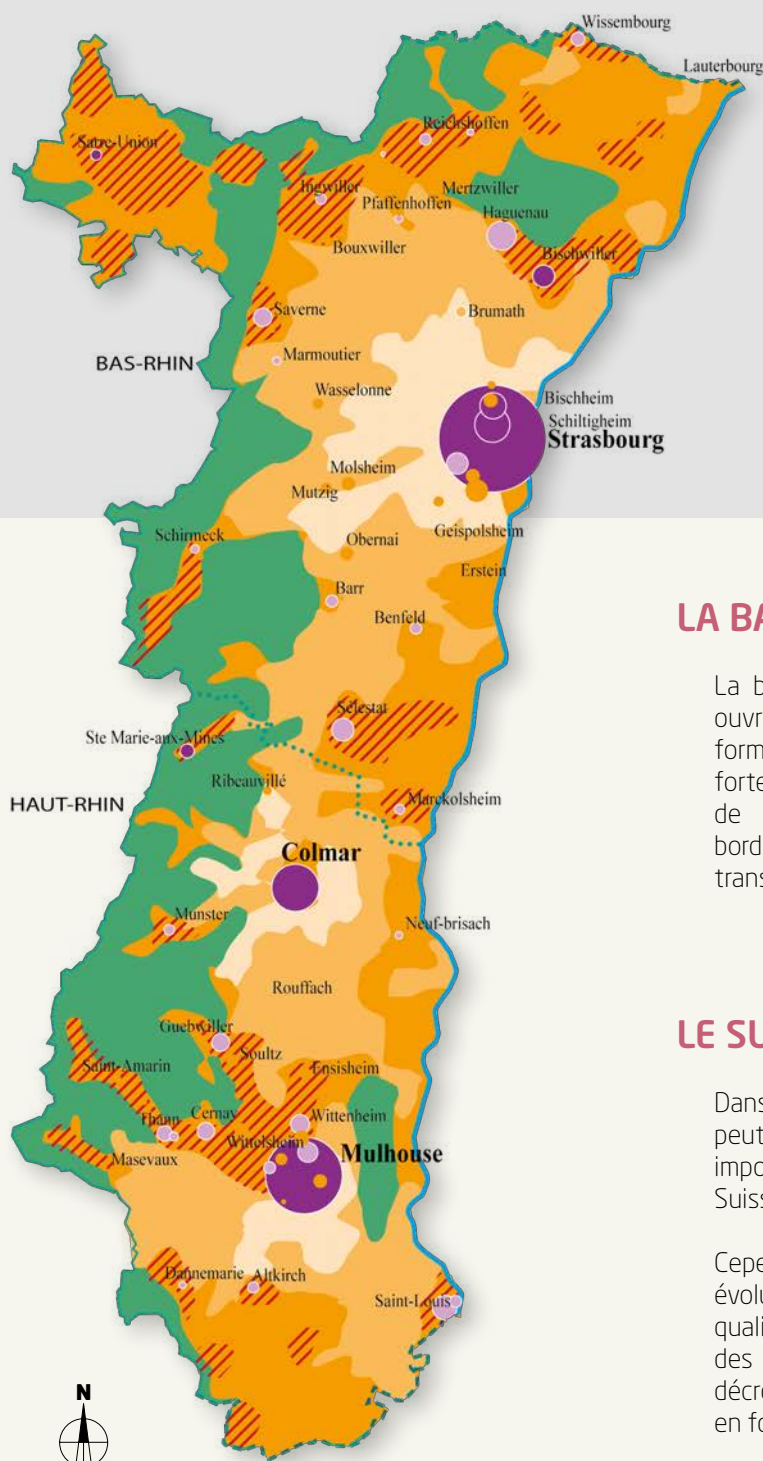 Wissembourg
Lauterbourg
Sarre-Union
Reichshoffen
Ingwiller
Mertzwiller
Pfaffenhoffen
Haguenau
Bouxwiller
Bischwiller
Saverne
Brumath
BAS-RHIN
Marmoutier
Wasselonne
Bischheim
Schiltigheim
Strasbourg
Molsheim
Mutzig
Schirmeck
Obernai
Geispolsheim
Erstein
Barr
Benfeld
Sélestat
Ste Marie-aux-Mines
Ribeauvillé
HAUT-RHIN
Marckolsheim
Colmar
Munster
Neuf-brisach
Rouffach
Guebwiller
Soultz
Saint-Amarin
Ensisheim
Thann
Cernay
Wittenheim
Wittelsheim
Mulhouse
Masevaux
Dannemarie
Altkirch
Saint-Louis
N
LA BA
La b
ouvr
form
forte
de
bord
trans
LE SU
Dans
peut
impo
Suiss
Cepe
évolu
quali
des
décre
en fo